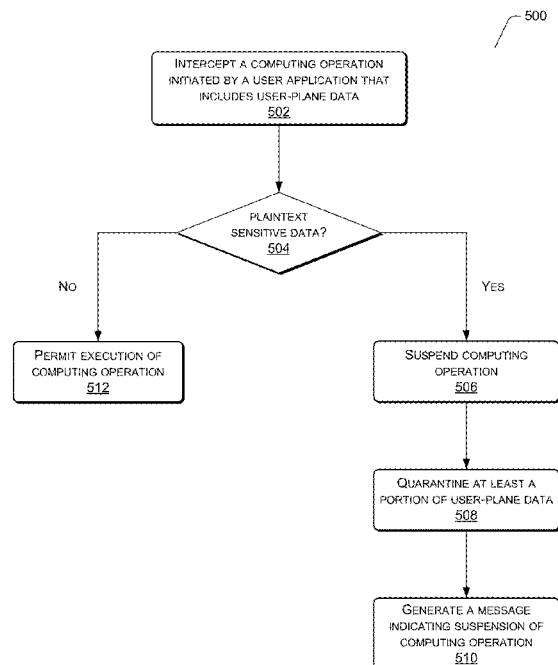 500
INTERCEPT A COMPUTING OPERATION
INITIATED BY A USER APPLICATION THAT
INCLUDES USER-PLANE DATA
502
PLAINTEXT
SENSITIVE DATA?
504
NO
YES
PERMIT EXECUTION OF
COMPUTING OPERATION
512
SUSPEND COMPUTING
OPERATION
506
QUARANTINE AT LEAST A
PORTION OF USER-PLANE DATA
508
GENERATE A MESSAGE
INDICATING SUSPENSION OF
COMPUTING OPERATION
510